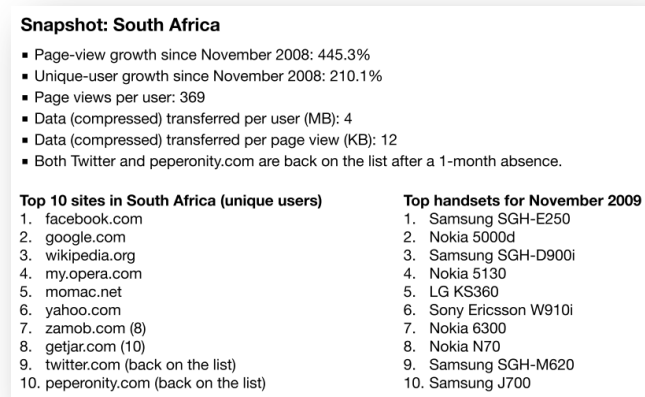 Snapshot: South Africa
▪ Page-view growth since November 2008: 445.3%
▪ Unique-user growth since November 2008: 210.1%
▪ Page views per user: 369
▪ Data (compressed) transferred per user (MB): 4
▪ Data (compressed) transferred per page view (KB): 12
▪ Both Twitter and peperonity.com are back on the list after a 1-month absence.
Top 10 sites in South Africa (unique users)
1. facebook.com
2. google.com
3. wikipedia.org
4. my.opera.com
5. momac.net
6. yahoo.com
7. zamob.com (8)
8. getjar.com (10)
9. twitter.com (back on the list)
10. peperonity.com (back on the list)
Top handsets for November 2009
1. Samsung SGH-E250
2. Nokia 5000d
3. Samsung SGH-D900i
4. Nokia 5130
5. LG KS360
6. Sony Ericsson W910i
7. Nokia 6300
8. Nokia N70
9. Samsung SGH-M620
10. Samsung J700